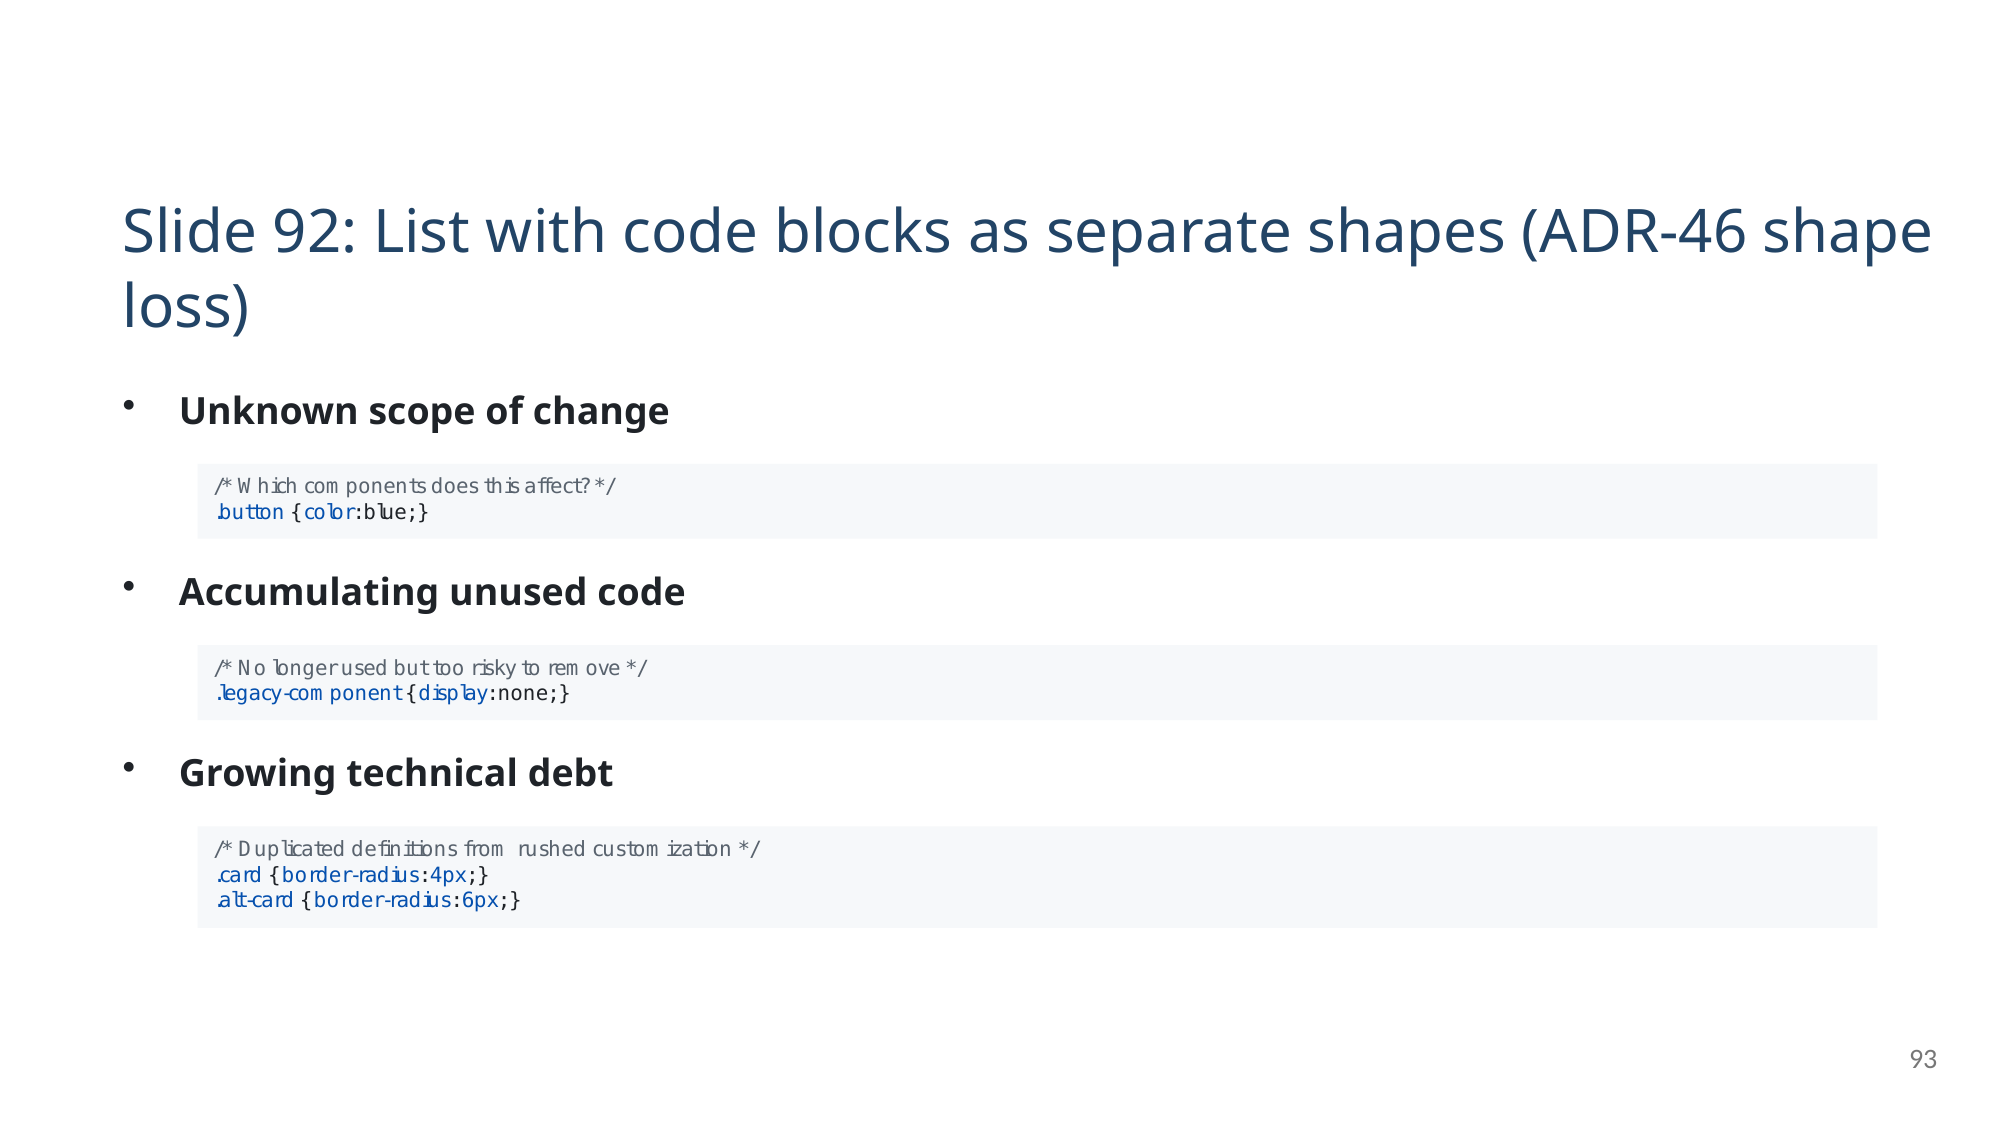 Slide 92: List with code blocks as separate shapes (ADR-46 shape
loss)
• Unknown scope of change
/* Which components does this affect? */
.button { color: blue; }
• Accumulating unused code
/* No longer used but too risky to remove */
.legacy-component { display: none; }
• Growing technical debt
/* Duplicated definitions from rushed customization */
.card { border-radius: 4px; }
.alt-card { border-radius: 6px; }
93